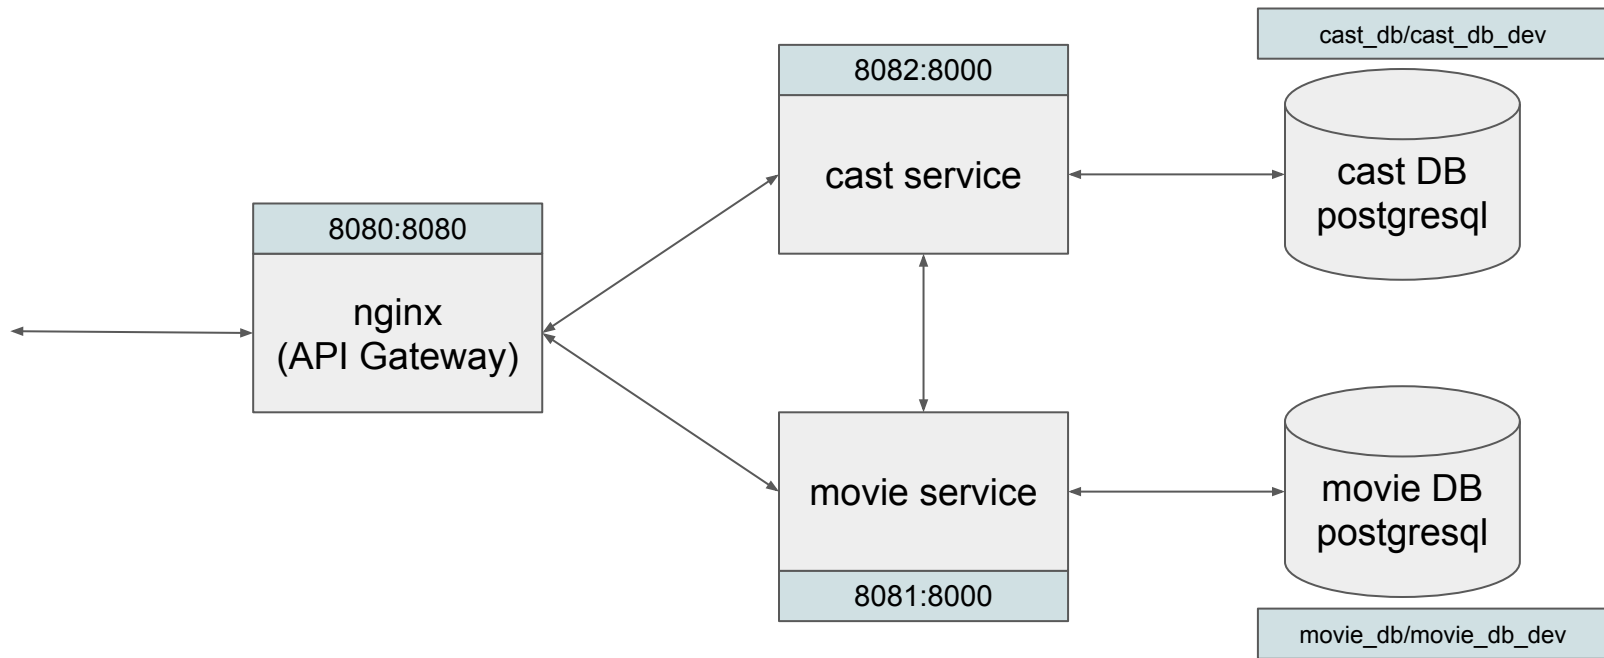 cast_db/cast_db_dev
8082:8000
cast service
cast DB
postgresql
8080:8080
nginx
(API Gateway)
movie service
8081:8000
movie DB
postgresql
movie_db/movie_db_dev